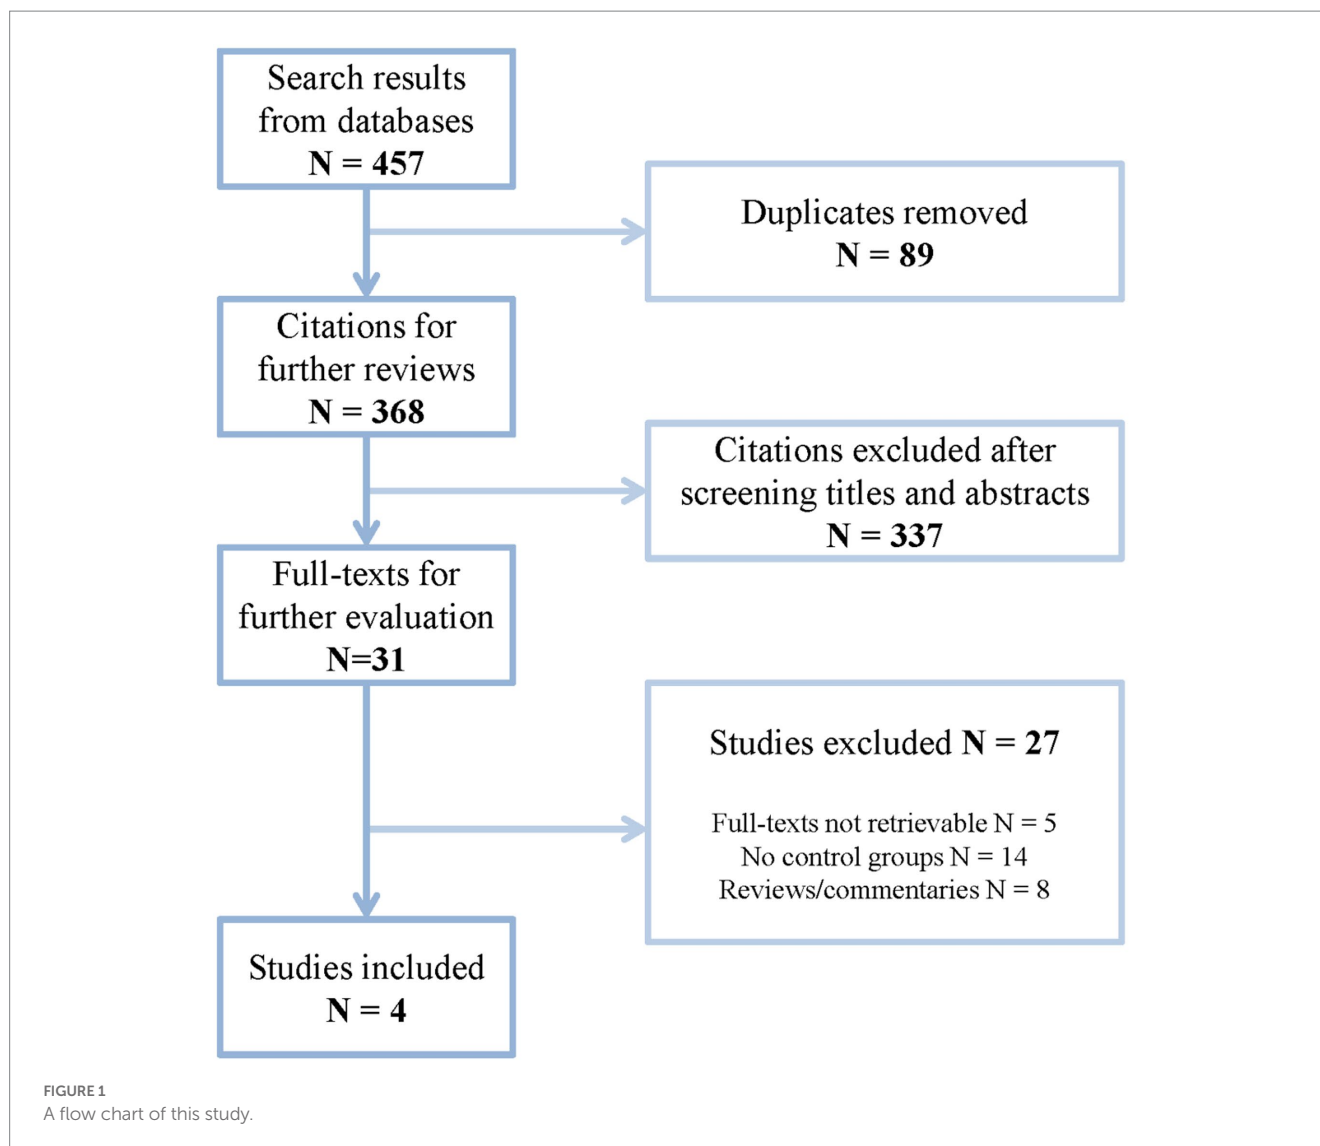 Search results
from databases
N = 457
Duplicates removed
N = 89
Citations for
further reviews
N = 368
Citations excluded after
screening titles and abstracts
N = 337
Full-texts for
further evaluation
N=31
Studies excluded N = 27
Full-texts not retrievable N = 5
No control groups N = 14
Reviews/commentaries N = 8
Studies included
N = 4
FIGURE 1
A flow chart of this study.